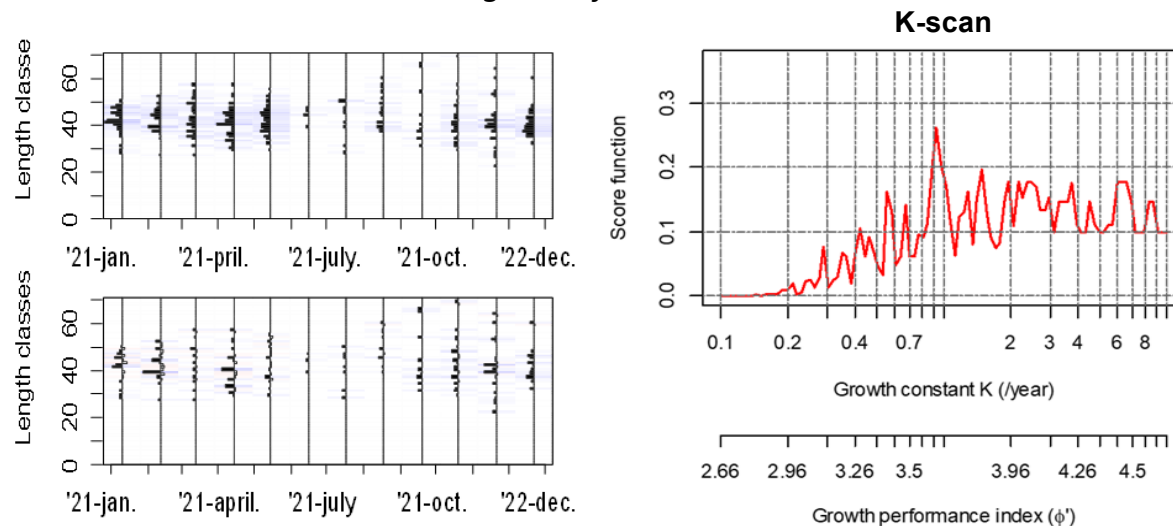 Length classe
0 20 40 60
'21-jan. '21-pril. '21-july. '21-oct. '22-dec.
Length classes
0 20 40 60
'21-jan. '21-april. '21-july '21-oct. '22-dec.
K-scan
Score function
0.0 0.1 0.2 0.3
0.1 0.2 0.4 0.7 2 3 4 6 8
Growth constant K (/year)
2.66 2.96 3.26 3.5 3.96 4.26 4.5
Growth performance index (ϕ')